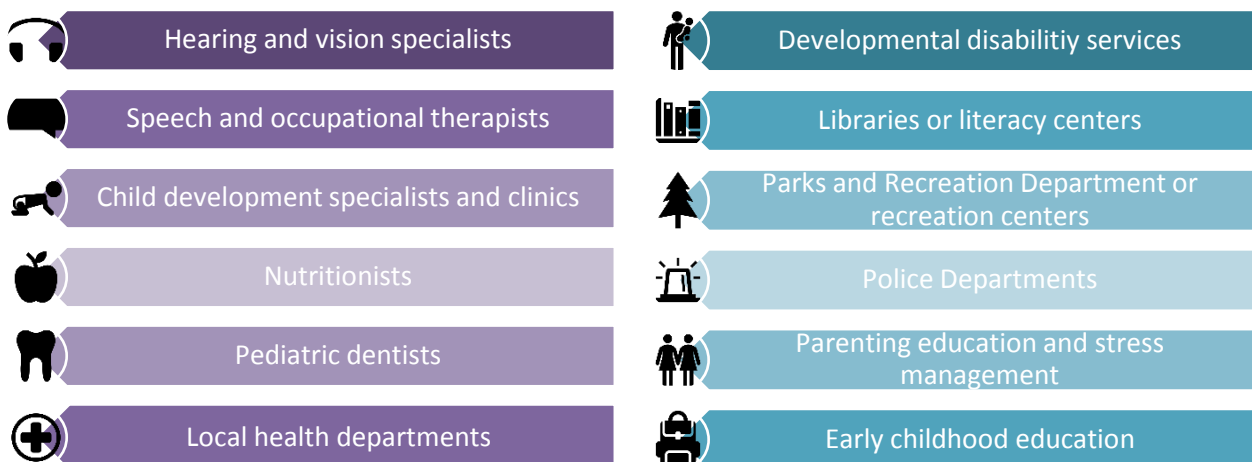 Hearing and vision specialists
Speech and occupational therapists
Child development specialists and clinics
Nutritionists
Pediatric dentists
Local health departments
Developmental disabilitiy services
Libraries or literacy centers
Parks and Recreation Department or
recreation centers
Police Departments
Parenting education and stress
management
Early childhood education